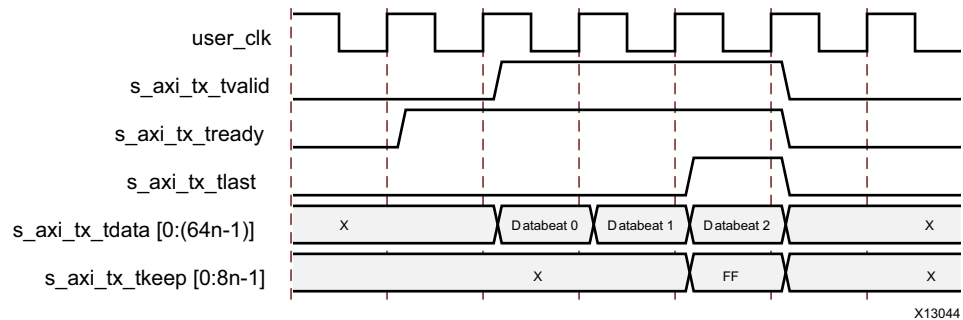 user_clk
s_axi_tx_tvalid
s_axi_tx_tready
s_axi_tx_tlast
s_axi_tx_tdata [0:(64n-1)] X Databeat 0 Databeat 1 Databeat 2 X
s_axi_tx_tkeep [0:8n-1] X FF X
X13044